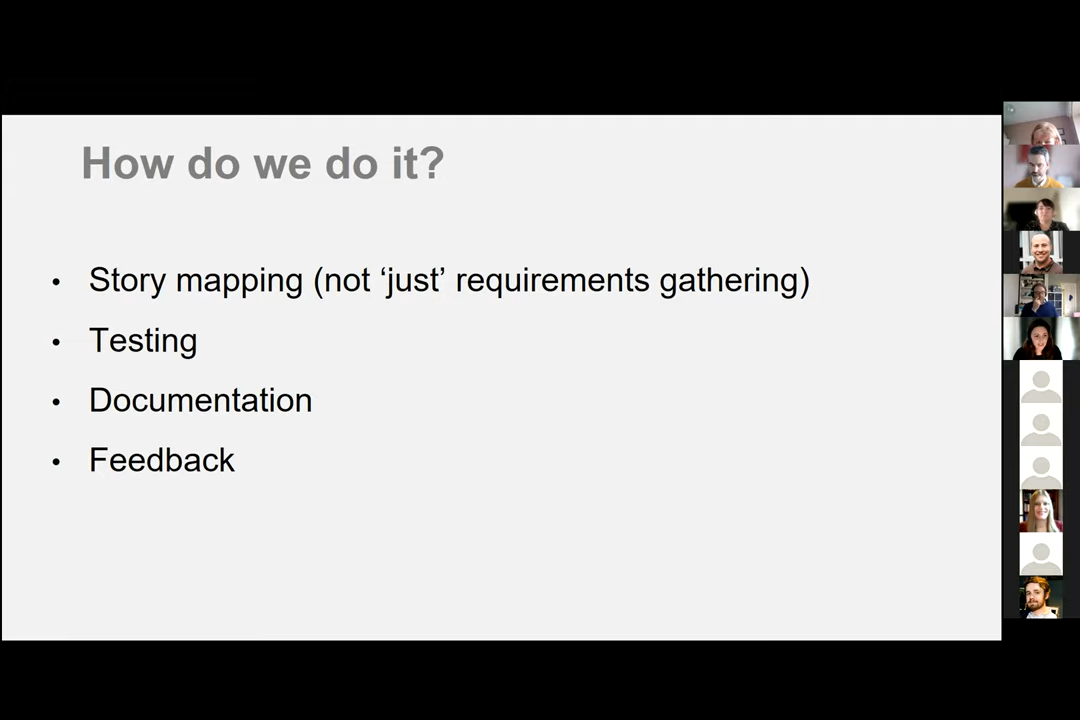 How do we do it?
• Story mapping (not ‘just’ requirements gathering)
• Testing
• Documentation
• Feedback